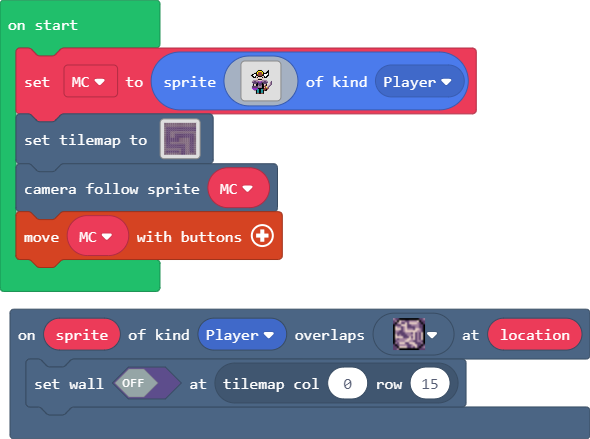 on start
set MC to sprite of kind Player
set tilemap to
camera follow sprite MC
move MC with buttons
on sprite of kind Player overlaps at location
set wall OFF at tilemap col 0 row 15